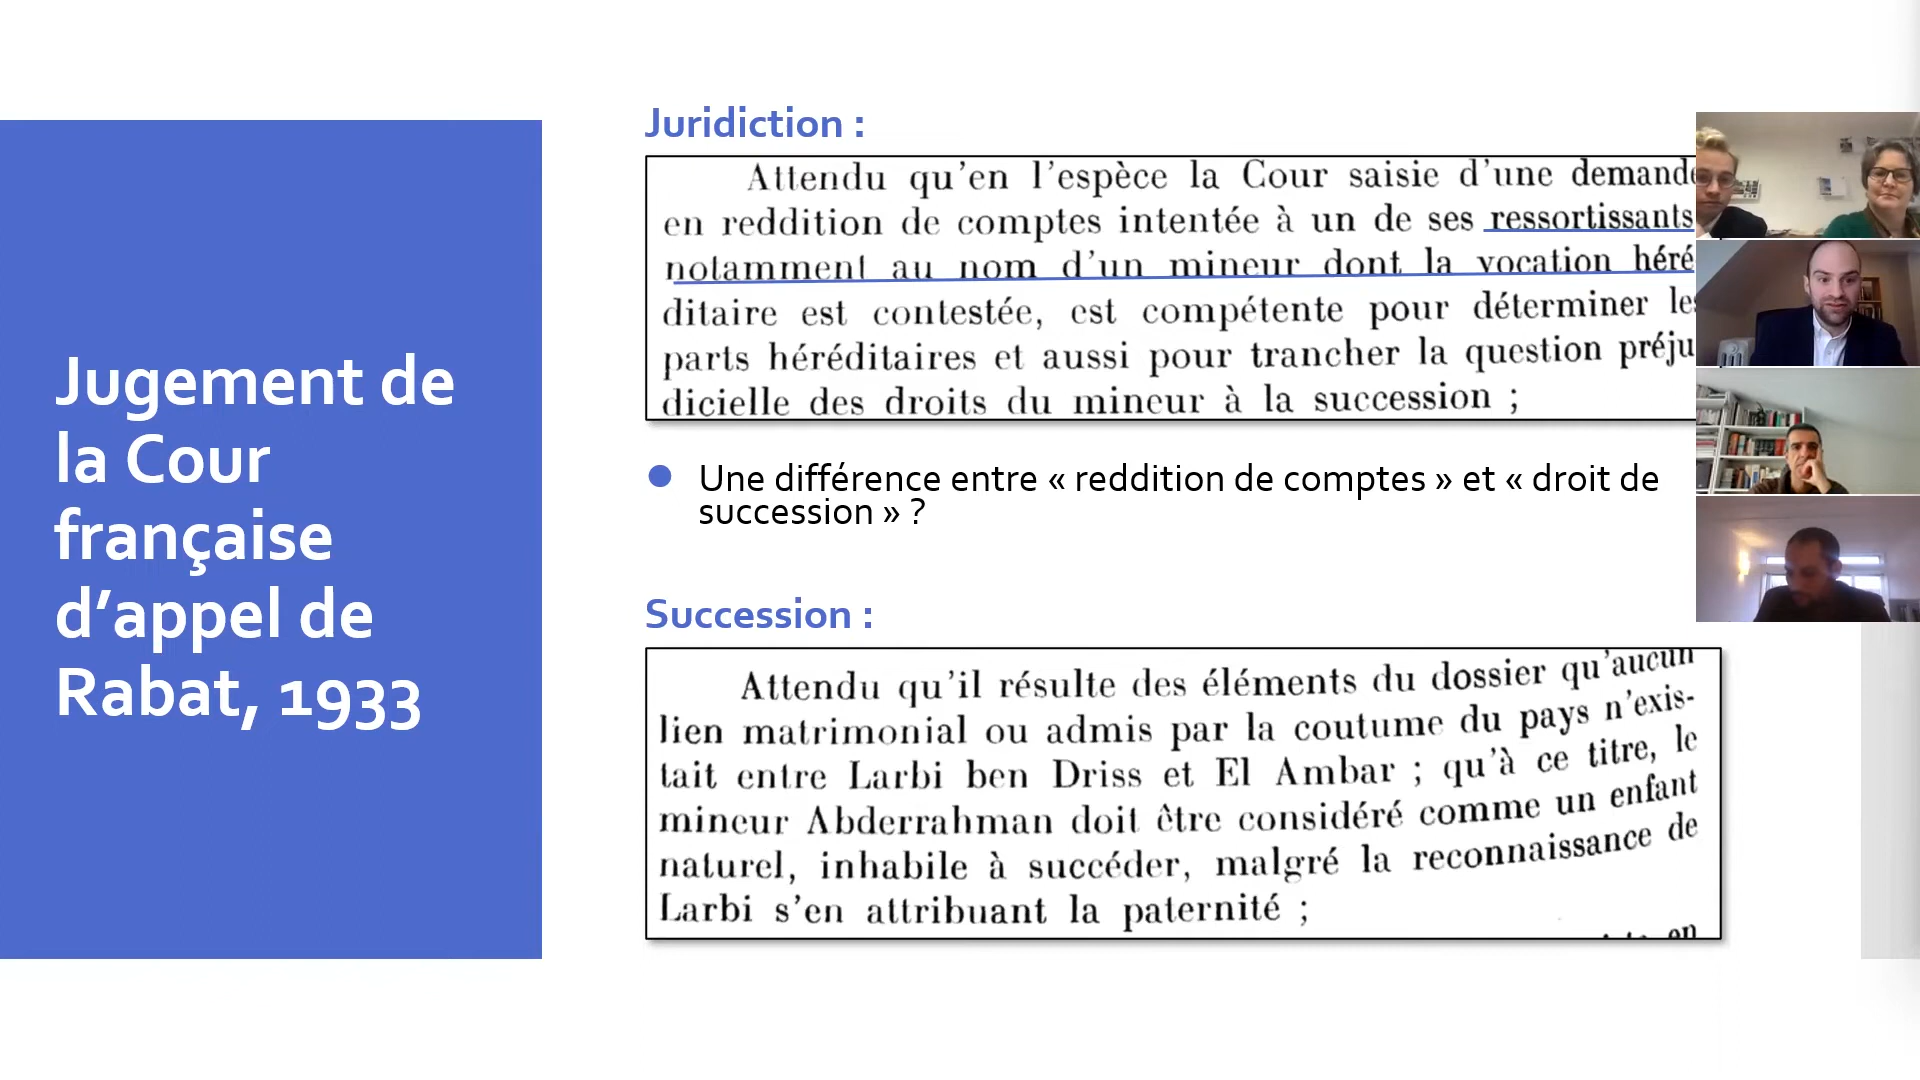 Jugement de
la Cour
française
d’appel de
Rabat, 1933
Juridiction :
Attendu qu’en l’espèce la Cour saisie d’une demand
en reddition de comptes intentée à un de ses ressortissants
notamment au nom d’un mineur dont la vocation héré
ditaire est contestée, est compétente pour déterminer le
parts héréditaires et aussi pour trancher la question préju
dicielle des droits du mineur à la succession ;
Une différence entre « reddition de comptes » et « droit de
succession » ?
Succession :
Attendu qu’il résulte des éléments du dossier qu’aucun
lien matrimonial ou admis par la coutume du pays n’exis-
tait entre Larbi ben Driss et El Ambar ; qu’à ce titre, le
mineur Abderrahman doit être considéré comme un enfant
naturel, inhabile à succéder, malgré la reconnaissance de
Larbi s’en attribuant la paternité ;